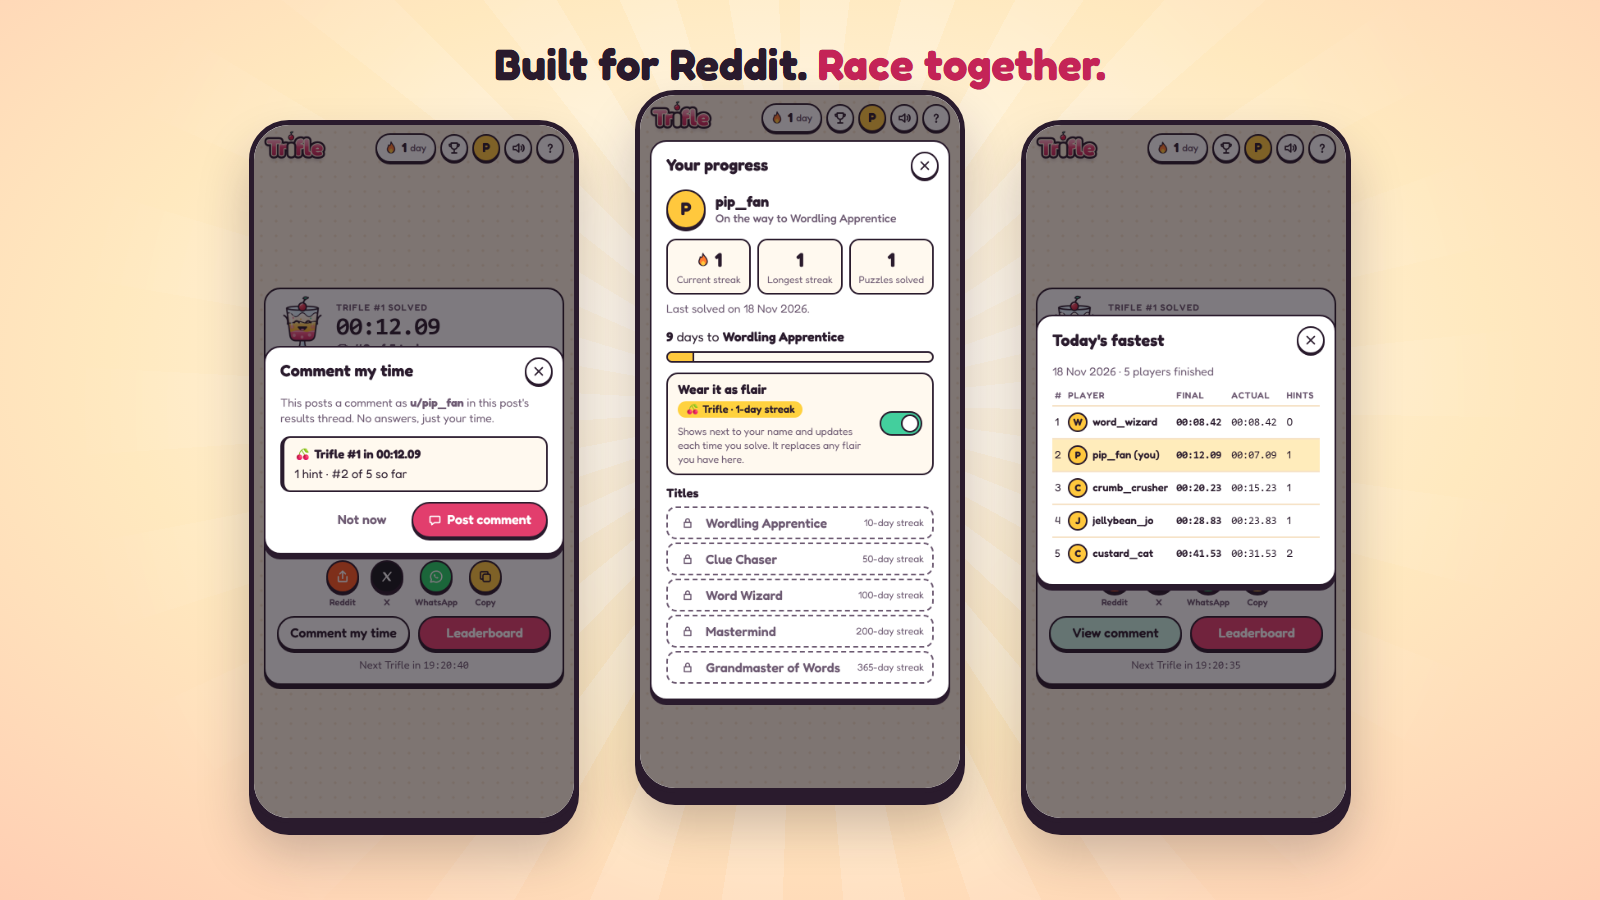 Built for Reddit. Race together.
Trifle
1 day
P
?
TRIFLE #1 SOLVED
00:12.09
Comment my time
This posts a comment as u/pip_fan in this post's
results thread. No answers, just your time.
Trifle #1 in 00:12.09
1 hint · #2 of 5 so far
Not now
Post comment
Reddit
X
WhatsApp
Copy
Comment my time
Leaderboard
Next Trifle in 19:20:40
Trifle
1 day
P
?
Your progress
P
pip_fan
On the way to Wordling Apprentice
1
Current streak
1
Longest streak
1
Puzzles solved
Last solved on 18 Nov 2026.
9 days to Wordling Apprentice
Wear it as flair
Trifle · 1-day streak
Shows next to your name and updates
each time you solve. It replaces any flair
you have here.
Titles
Wordling Apprentice 10-day streak
Clue Chaser 50-day streak
Word Wizard 100-day streak
Mastermind 200-day streak
Grandmaster of Words 365-day streak
Trifle
1 day
P
?
TRIFLE #1 SOLVED
Today's fastest
18 Nov 2026 · 5 players finished
# PLAYER FINAL ACTUAL HINTS
1 W word_wizard 00:08.42 00:08.42 0
2 P pip_fan (you) 00:12.09 00:07.09 1
3 C crumb_crusher 00:20.23 00:15.23 1
4 J jellybean_jo 00:28.83 00:23.83 1
5 C custard_cat 00:41.53 00:31.53 2
Reddit
X
WhatsApp
Copy
View comment
Leaderboard
Next Trifle in 19:20:35